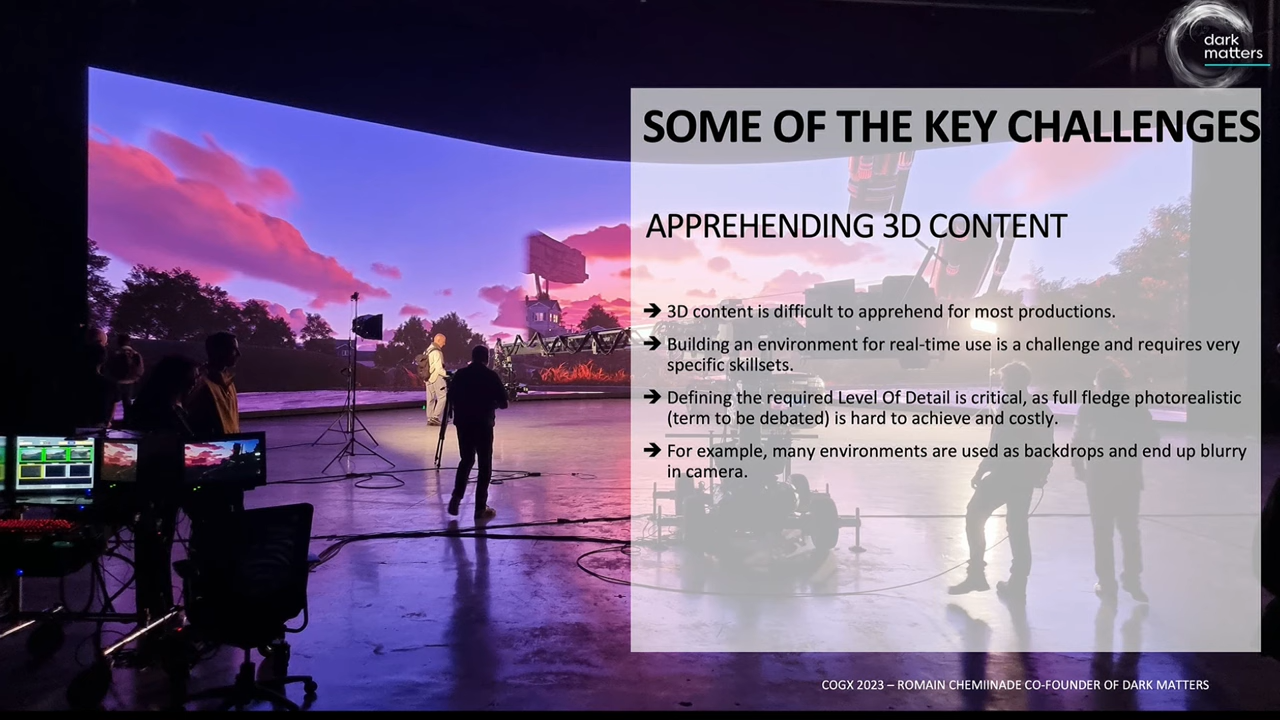 dark
matters
SOME OF THE KEY CHALLENGES
APPREHENDING 3D CONTENT
➔ 3D content is difficult to apprehend for most productions.
➔ Building an environment for real-time use is a challenge and requires very
specific skillsets.
➔ Defining the required Level Of Detail is critical, as full fledge photorealistic
(term to be debated) is hard to achieve and costly.
➔ For example, many environments are used as backdrops and end up blurry
in camera.
COGX 2023 – ROMAIN CHEMIINADE CO-FOUNDER OF DARK MATTERS